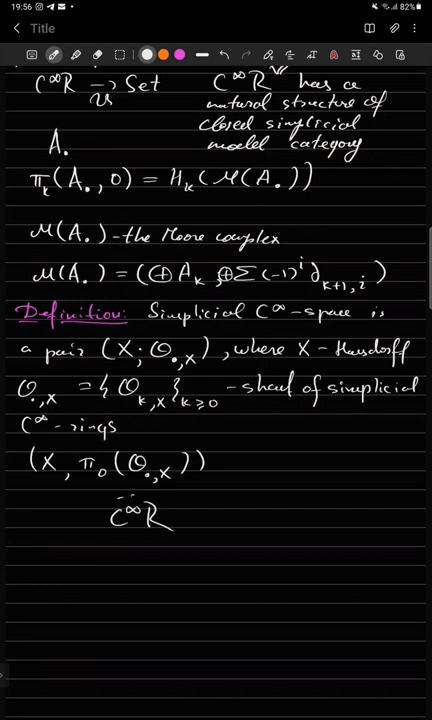 19:56
82%
Title
C^∞R → Set
U
C^∞R has a
natural structure of
closed simplicial
model category
A.
π_k(A., 0) = H_k(M(A.))
M(A.) - the Moore complex
M(A.) = (⊕A_k, ⊕Σ(-1)^i ∂_{k+1,i})
Definition: Simplicial C^∞-space is
a pair (X; O_{.,X}), where X - Hausdorff
O_{.,X} = {O_{k,X}}_{k≥0} - sheaf of simplicial
C^∞-rings
(X, π_0(O_{.,X}))
C^∞R